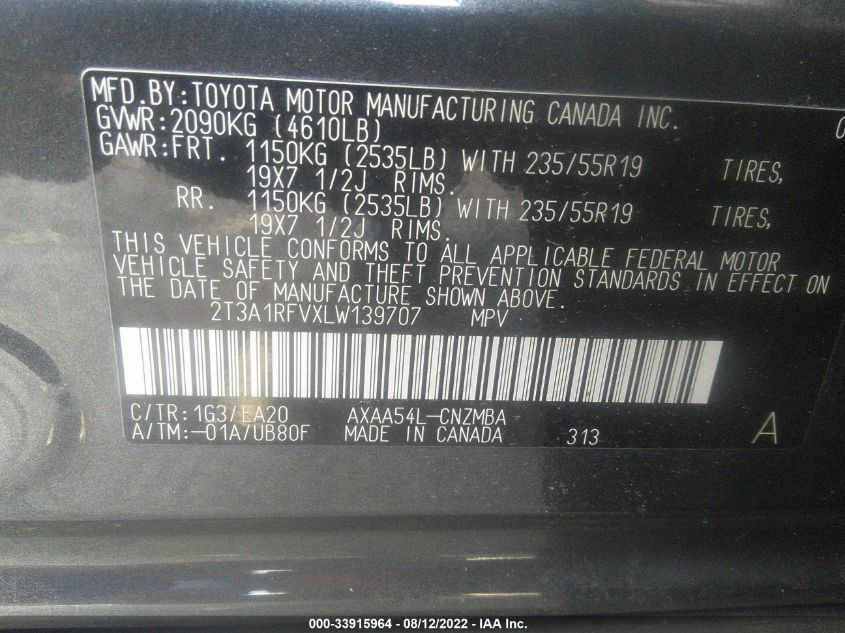 MFD.BY:TOYOTA MOTOR MANUFACTURING CANADA INC.
GVWR:2090KG (4610LB)
GAWR:FRT. 1150KG (2535LB) WITH 235/55R19 TIRES,
19X7 1/2J RIMS.
RR. 1150KG (2535LB) WITH 235/55R19 TIRES,
19X7 1/2J RIMS.
THIS VEHICLE CONFORMS TO ALL APPLICABLE FEDERAL MOTOR
VEHICLE SAFETY AND THEFT PREVENTION STANDARDS IN EFFECT ON
THE DATE OF MANUFACTURE SHOWN ABOVE.
2T3A1RFVXLW139707 MPV
C/TR:1G3/EA20 AXAA54L-CNZMBA
A/TM:-01A/UB80F MADE IN CANADA 313 A
000-33915964 - 08/12/2022 - IAA Inc.